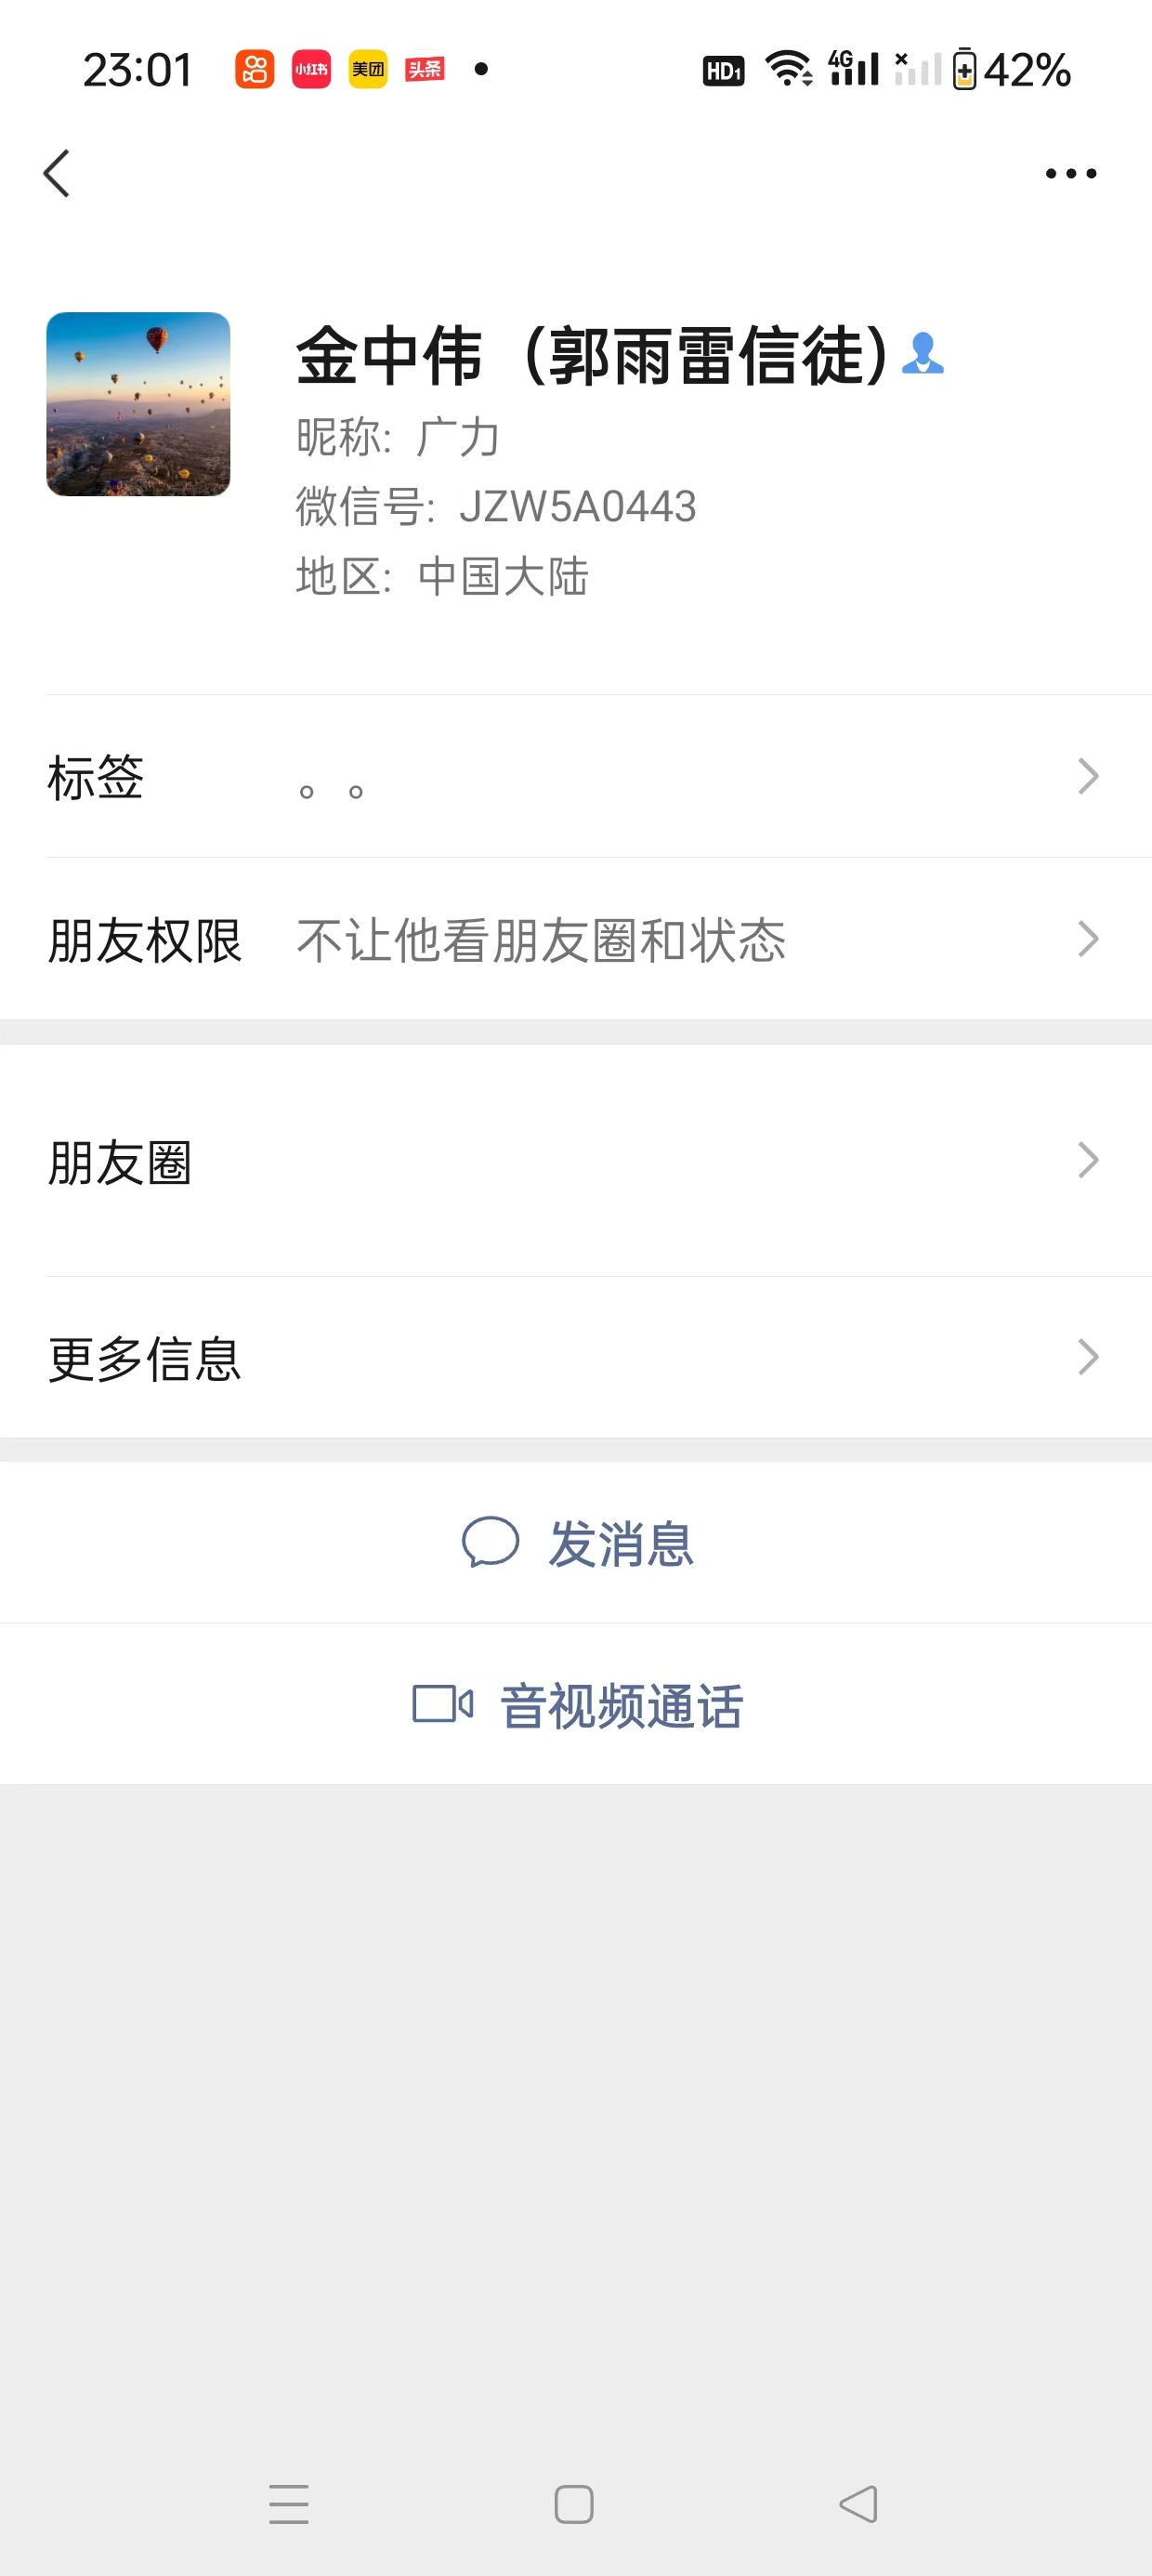 23:01 小红书 美团 头条 HD1 4G 42%
金中伟（郭雨雷信徒）
昵称: 广力
微信号: JZW5A0443
地区: 中国大陆
标签 。。
朋友权限 不让他看朋友圈和状态
朋友圈
更多信息
发消息
音视频通话